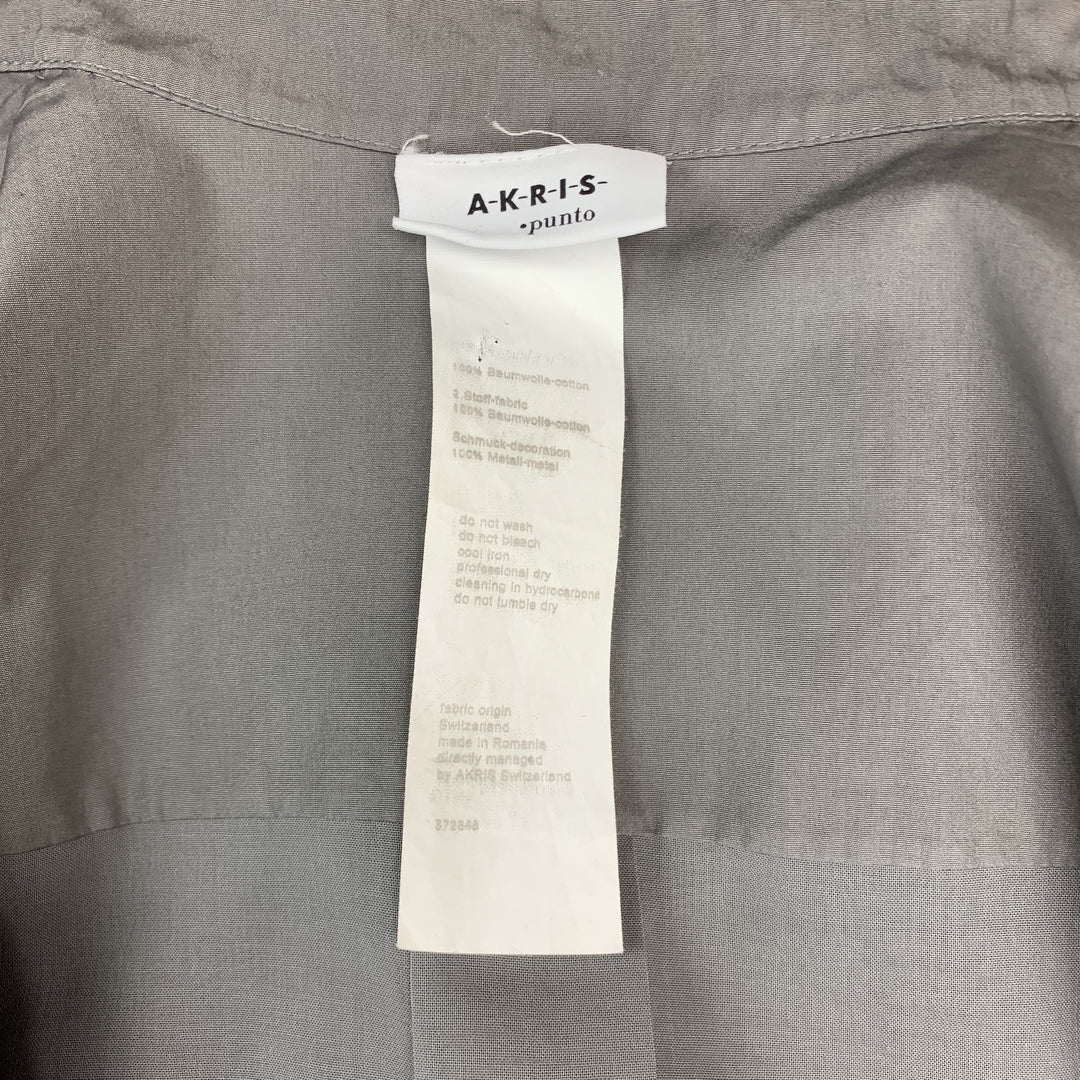 A-K-R-I-S-
•punto
100% Baumwolle-cotton
2.Stoff-fabric
100% Baumwolle-cotton
Schmuck-decoration
100% Metall-metal
do not wash
do not bleach
cool iron
professional dry
cleaning in hydrocarbons
do not tumble dry
fabric origin
Switzerland
made in Romania
directly managed
by AKRIS Switzerland
372848